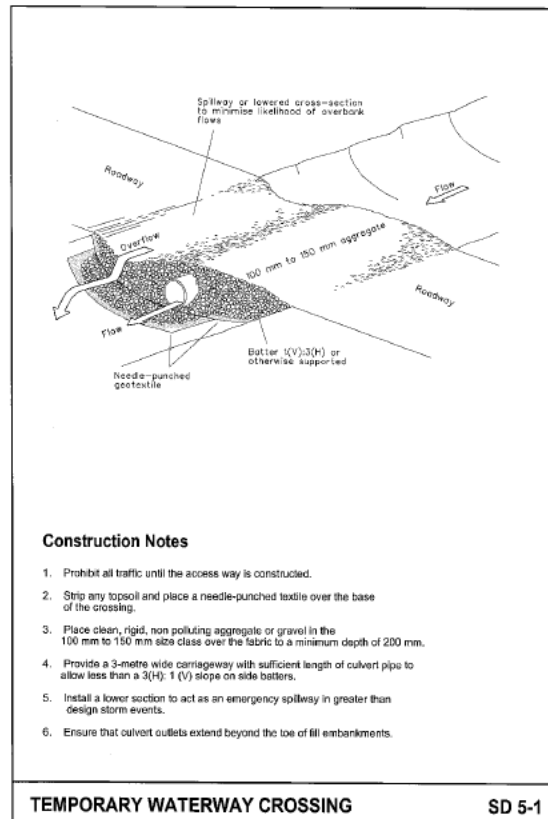 Spillway or lowered cross-section
to minimise likelihood of overbank
flows
Roadway
Flow
Overflow
100 mm to 150 mm aggregate
Roadway
Flow
Batter 1(V):3(H) or
otherwise supported
Needle-punched
geotextile
Construction Notes
1. Prohibit all traffic until the access way is constructed.
2. Strip any topsoil and place a needle-punched textile over the base
of the crossing.
3. Place clean, rigid, non polluting aggregate or gravel in the
100 mm to 150 mm size class over the fabric to a minimum depth of 200 mm.
4. Provide a 3-metre wide carriageway with sufficient length of culvert pipe to
allow less than a 3(H): 1 (V) slope on side batters.
5. Install a lower section to act as an emergency spillway in greater than
design storm events.
6. Ensure that culvert outlets extend beyond the toe of fill embankments.
TEMPORARY WATERWAY CROSSING SD 5-1